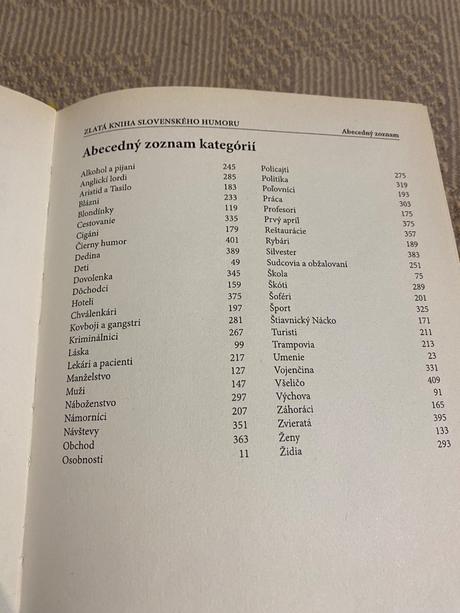 ZLATÁ KNIHA SLOVENSKÉHO HUMORU
Abecedný zoznam
Abecedný zoznam kategórií
Alkohol a pijani 245
Anglickí lordi 285
Aristid a Tasilo 183
Blázni 233
Blondínky 119
Cestovanie 335
Cigáni 179
Čierny humor 401
Dedina 389
Deti 49
Dovolenka 345
Dôchodci 159
Hoteli 375
Chválenkári 197
Kovboji a gangstri 281
Kriminálnici 267
Láska 99
Lekári a pacienti 217
Manželstvo 127
Muži 147
Náboženstvo 297
Námorníci 207
Návštevy 351
Obchod 363
Osobnosti 11
Policajti 275
Politika 319
Poľovníci 193
Práca 303
Profesori 175
Prvý apríl 375
Reštaurácie 357
Rybári 189
Silvester 383
Sudcovia a obžalovaní 251
Škola 75
Škóti 289
Šoféri 201
Šport 325
Štiavnický Nácko 171
Turisti 211
Trampovia 213
Umenie 23
Vojenčina 331
Všeličo 409
Výchova 91
Záhoráci 165
Zvieratá 395
Ženy 133
Židia 293